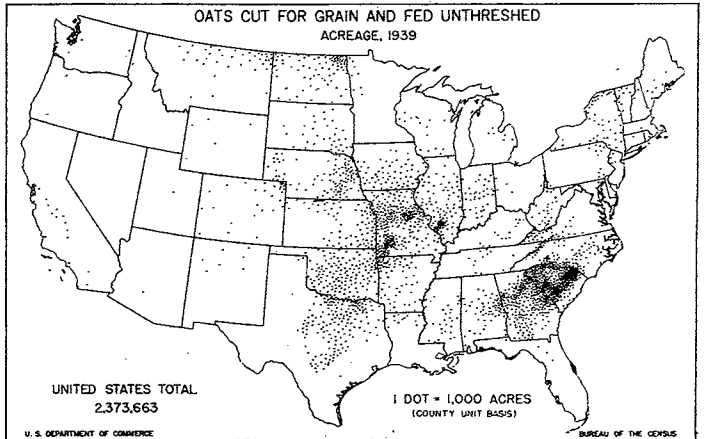 OATS CUT FOR GRAIN AND FED UNTHRESHED
ACREAGE, 1939
UNITED STATES TOTAL
2,373,663
1 DOT = 1,000 ACRES
(COUNTY UNIT BASIS)
U. S. DEPARTMENT OF COMMERCE
BUREAU OF THE CENSUS